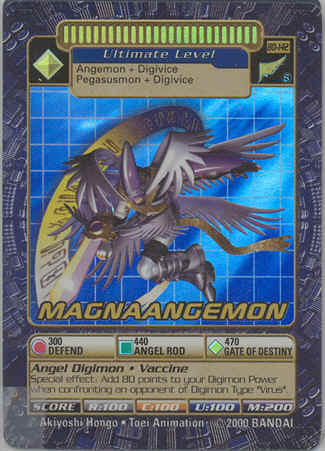 Ultimate Level
Angemon + Digivice
Pegasusmon + Digivice
S
MAGNAANGEMON
300
DEFEND
440
ANGEL ROD
470
GATE OF DESTINY
Angel Digimon • Vaccine
Special effect: Add 80 points to your Digimon Power
when confronting an opponent of Digimon Type "Virus".
SCORE R:100 C:100 U:100 M:200
Akiyoshi Hongo • Toei Animation • ©2000 BANDAI